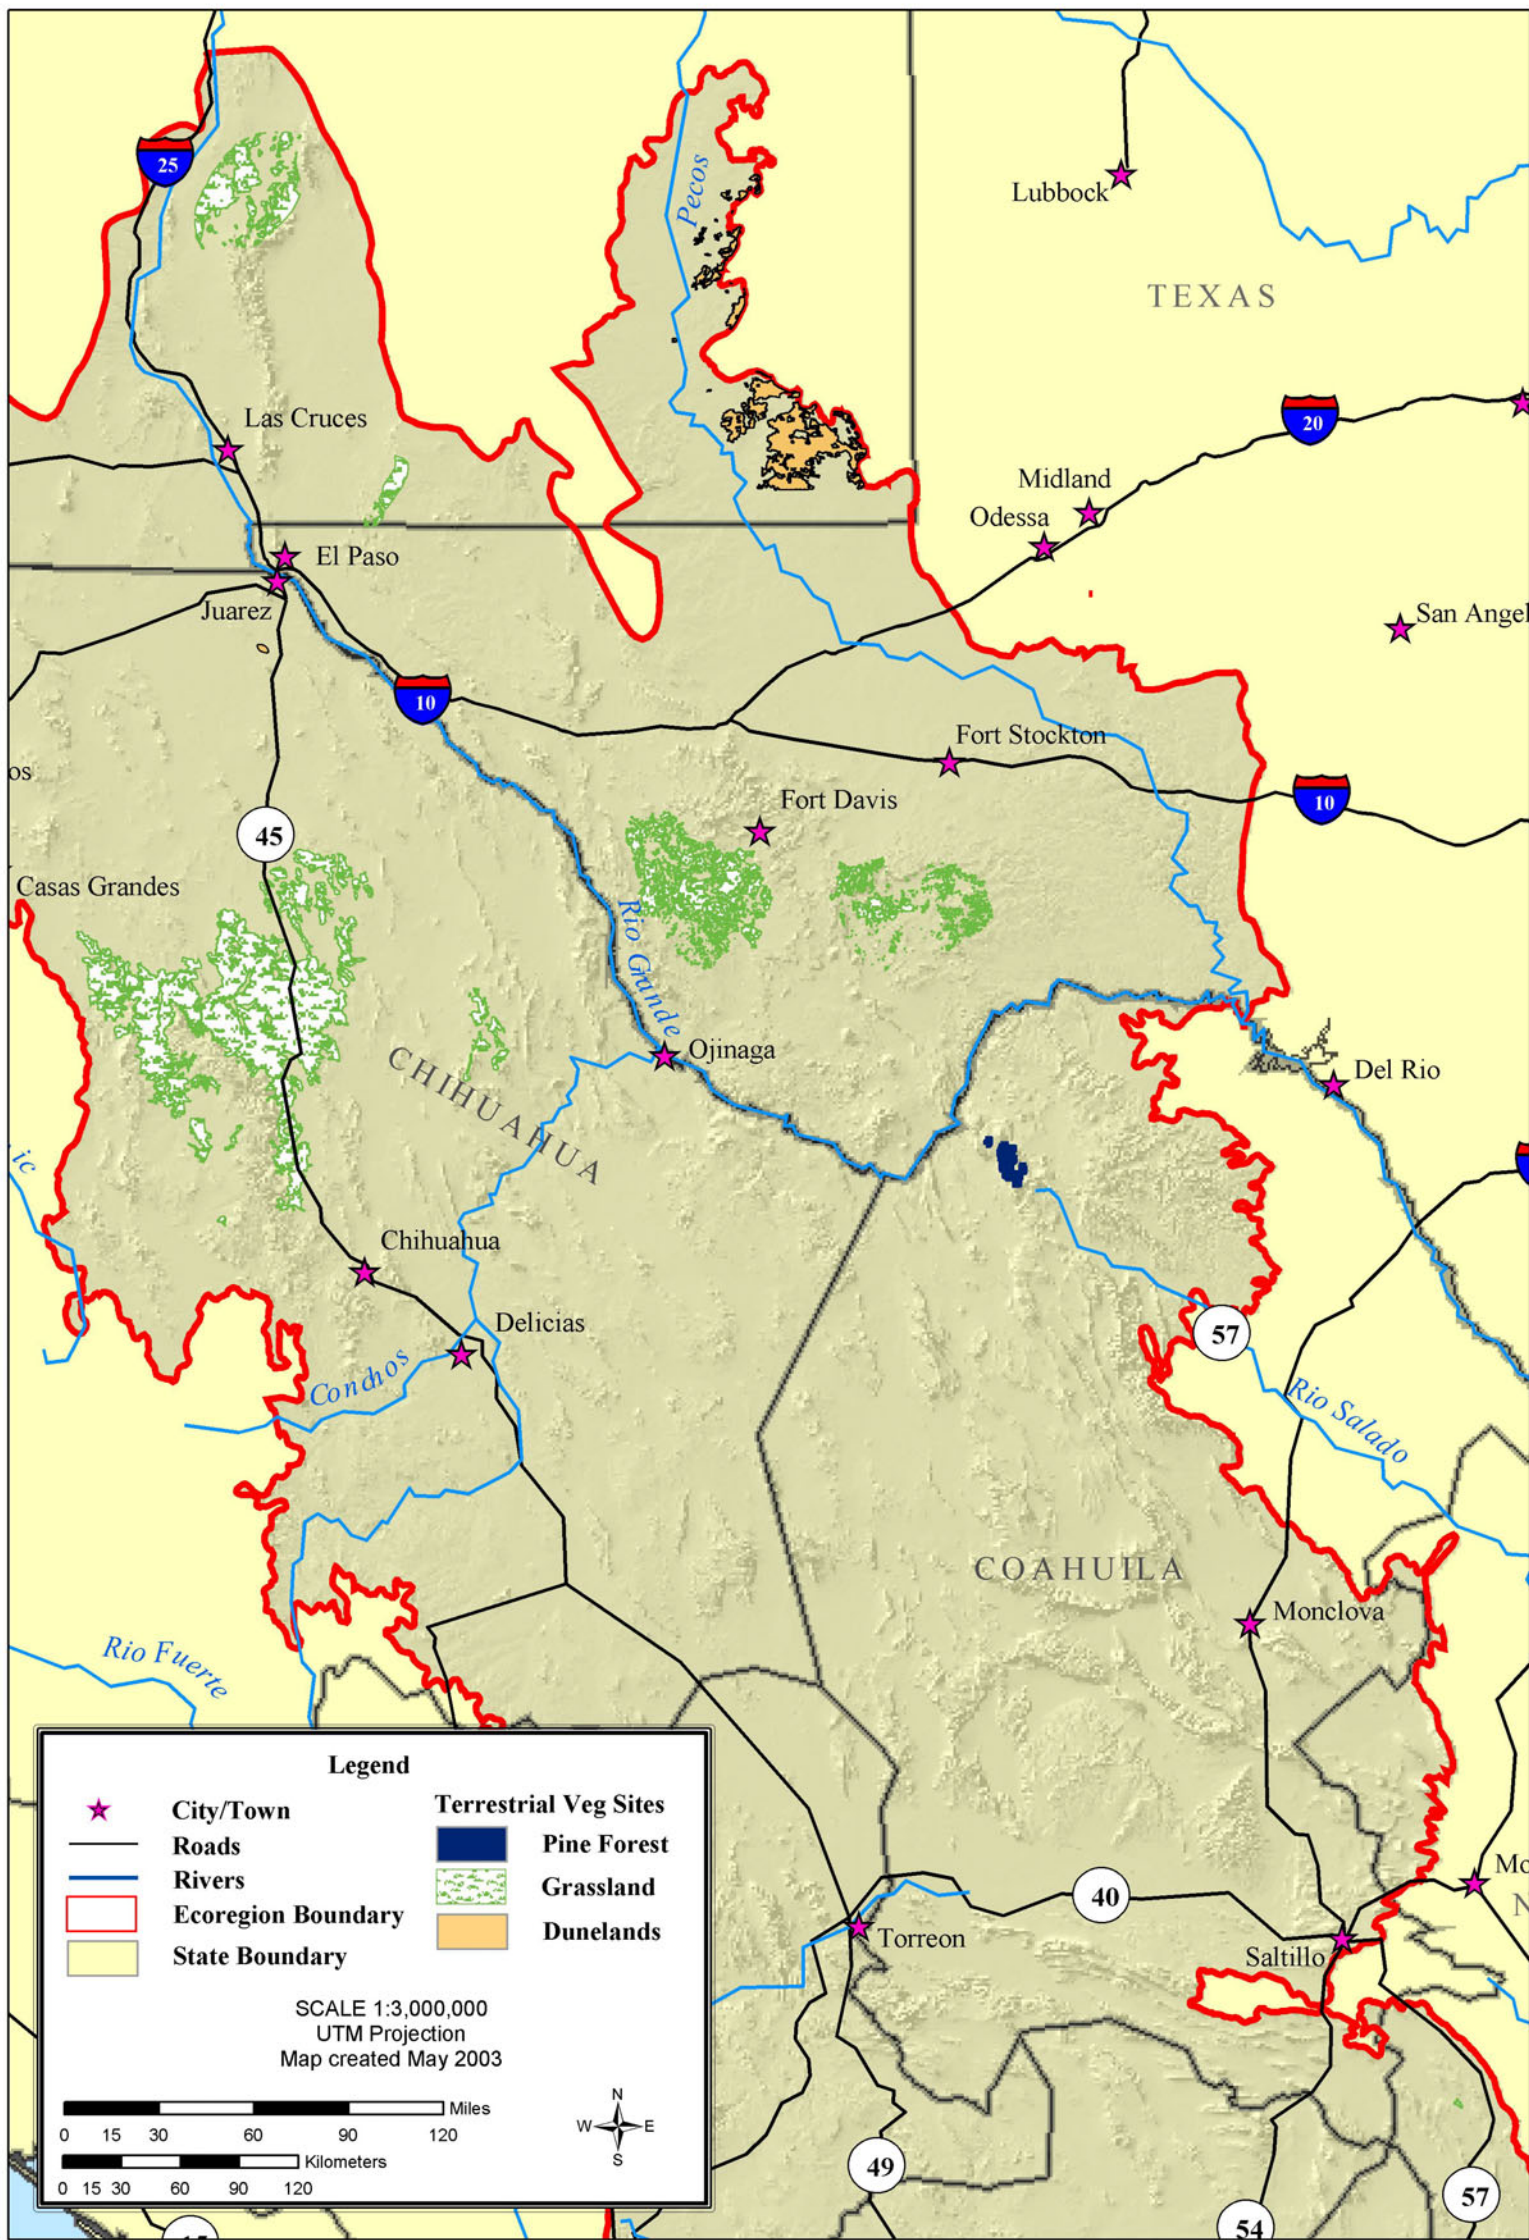 25
Pecos
Lubbock
TEXAS
Las Cruces
20
Midland
Odessa
El Paso
Juarez
San Angel
10
Fort Stockton
os
Fort Davis
10
45
Casas Grandes
Rio Grande
Ojinaga
CHIHUAHUA
Del Rio
ic
Chihuahua
Delicias
57
Conchos
Rio Salado
COAHUILA
Monclova
Rio Fuerte
Legend
City/Town
Roads
Rivers
Ecoregion Boundary
State Boundary
Terrestrial Veg Sites
Pine Forest
Grassland
Dunelands
SCALE 1:3,000,000
UTM Projection
Map created May 2003
Miles
0 15 30 60 90 120
Kilometers
0 15 30 60 90 120
N
W E
S
40
Mo
N
Torreon
Saltillo
49
57
54